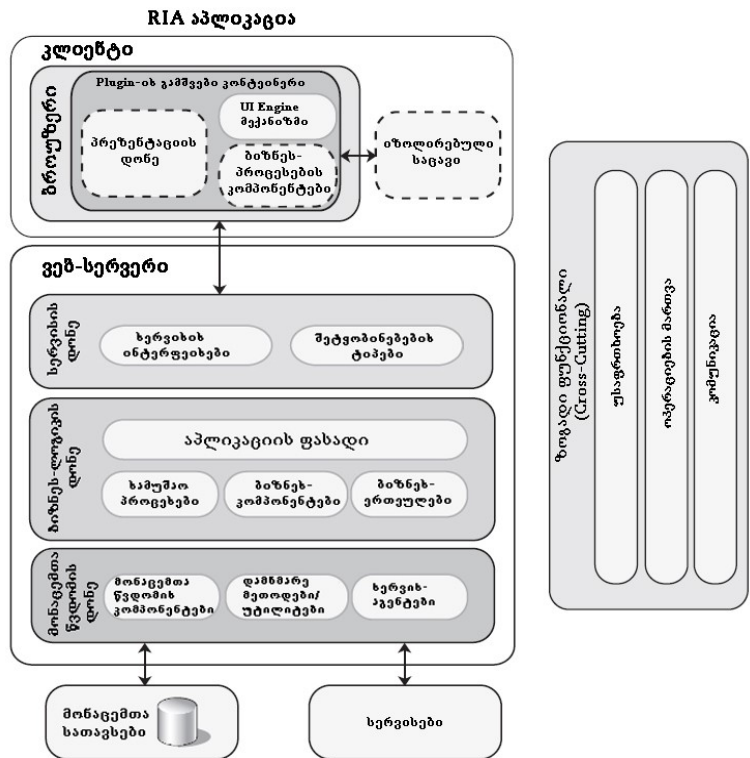 RIA აპლიკაცია
კლიენტი
ბროუზერი
Plugin-ის გამშვები კონტეინერი
პრეზენტაციის
დონე
UI Engine
მექანიზმი
ბიზნეს-
პროცესების
კომპონენტები
იზოლირებული
საცავი
ვებ-სერვერი
სერვისის
დონე
სერვისის
ინტერფეისები
შეტყობინებების
ტიპები
ბიზნეს-ლოგიკის
დონე
აპლიკაციის ფასადი
სამუშაო
პროცესები
ბიზნეს-
კომპონენტები
ბიზნეს-
ერთეულები
მონაცემთა
წვდომის
დონე
მონაცემთა
წვდომის
კომპონენტები
დამხმარე
მეთოდები/
უტილიტები
სერვის-
აგენტები
მონაცემთა
სათავსები
სერვისები
ზოგადი ფუნქციონალი
(Cross-Cutting)
უსაფრთხოება
ოპერაციების მართვა
კომუნიკაცია